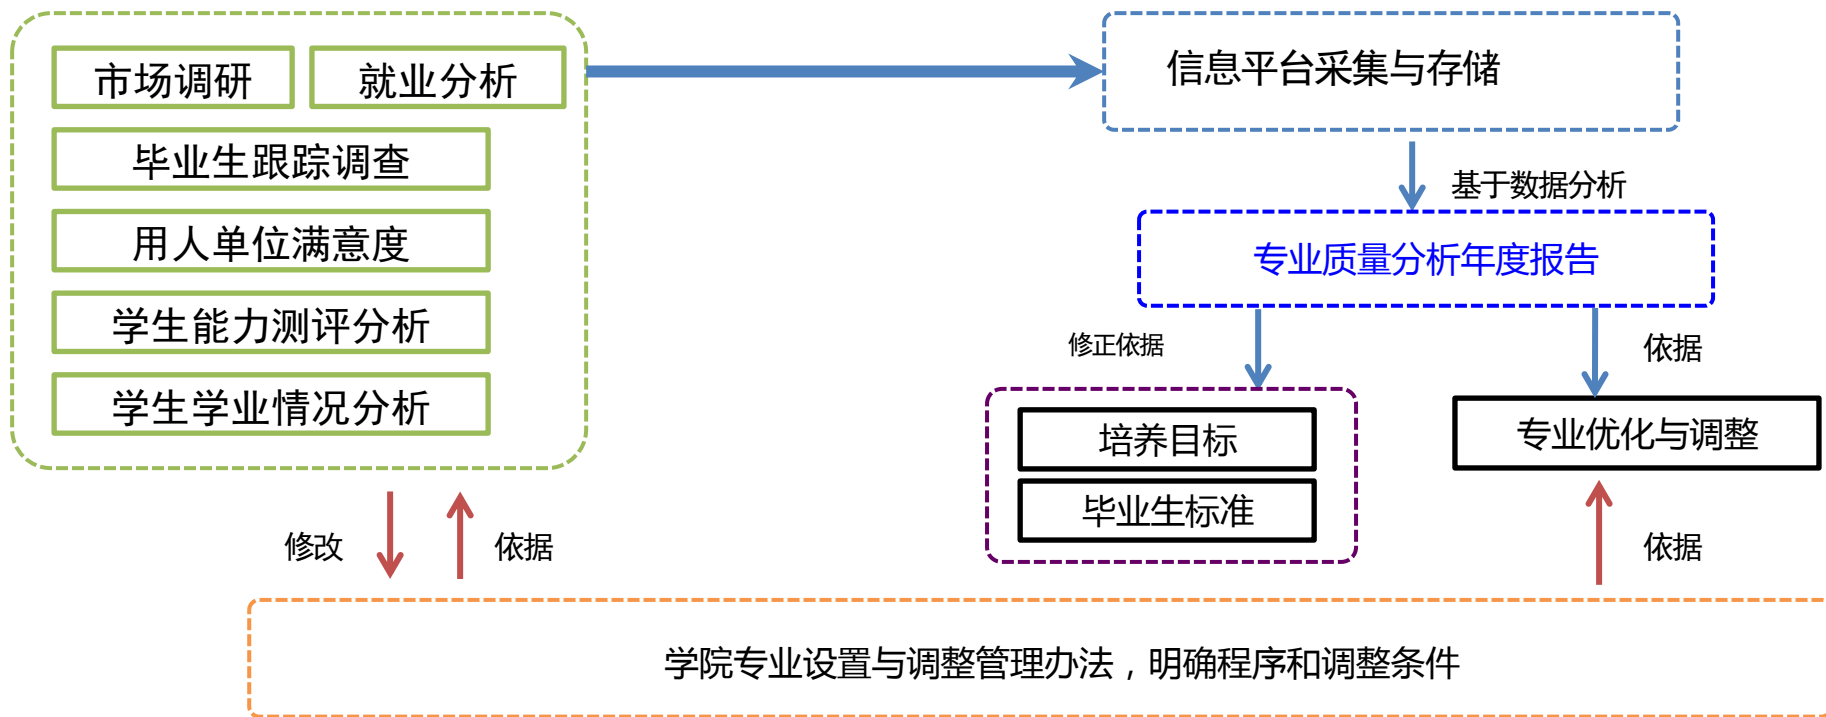 市场调研
就业分析
信息平台采集与存储
毕业生跟踪调查
基于数据分析
用人单位满意度
专业质量分析年度报告
学生能力测评分析
修正依据
依据
学生学业情况分析
培养目标
专业优化与调整
毕业生标准
修改
依据
依据
学院专业设置与调整管理办法，明确程序和调整条件